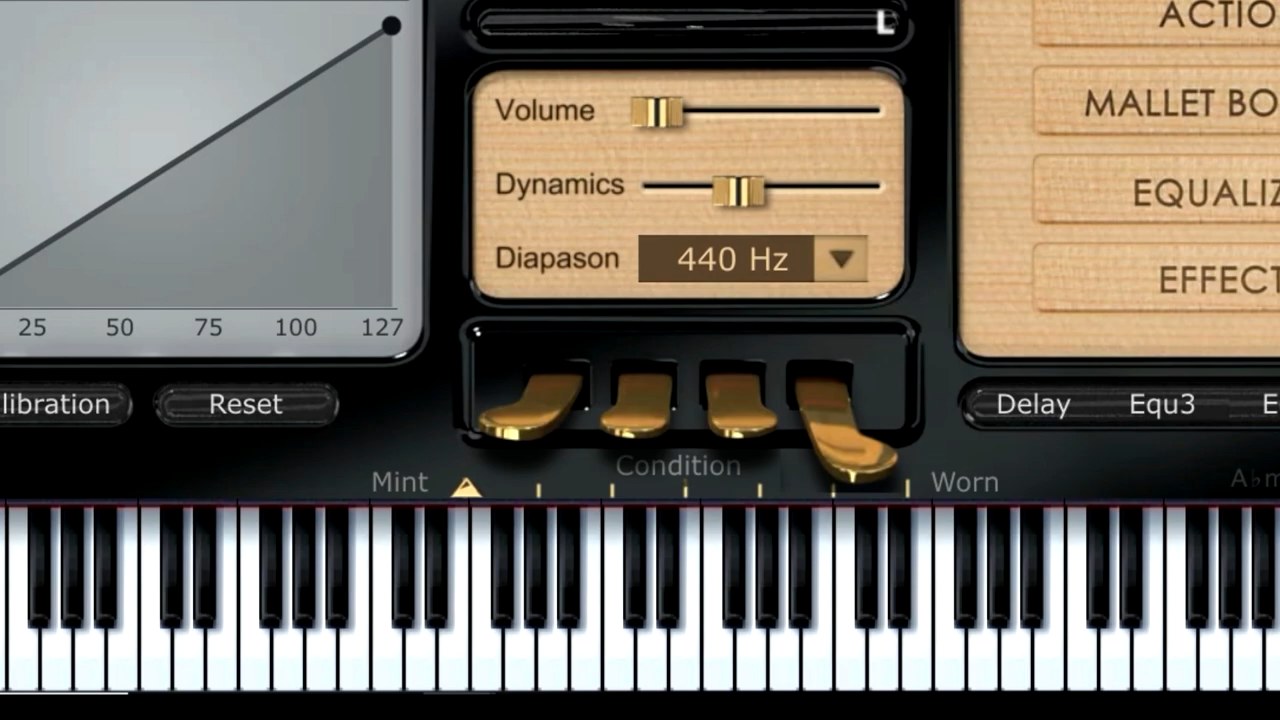 L
Volume
Dynamics
Diapason 440 Hz
25 50 75 100 127
libration Reset
ACTIO
MALLET BO
EQUALIZ
EFFECT
Delay Equ3 E
Mint Condition Worn
A♭m